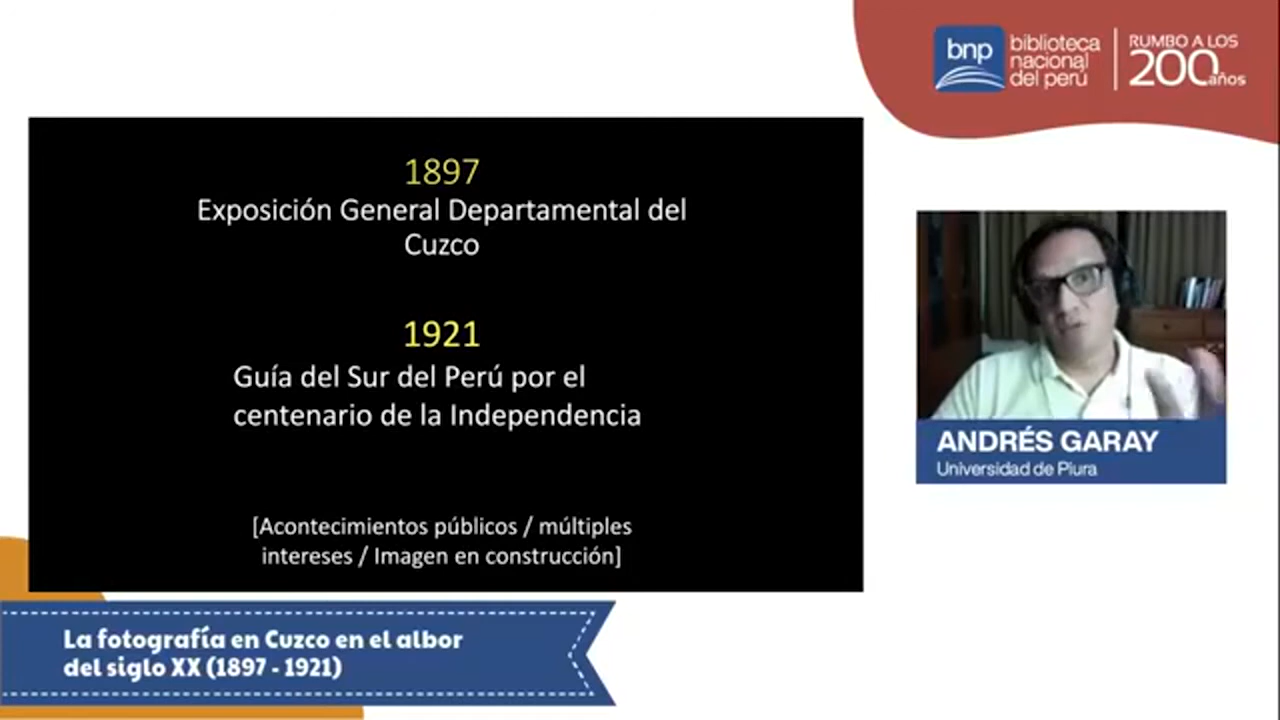 bnp
biblioteca
nacional
del perú
RUMBO A LOS
200 años
1897
Exposición General Departamental del
Cuzco
1921
Guía del Sur del Perú por el
centenario de la Independencia
[Acontecimientos públicos / múltiples
intereses / Imagen en construcción]
ANDRÉS GARAY
Universidad de Piura
La fotografía en Cuzco en el albor
del siglo XX (1897 - 1921)